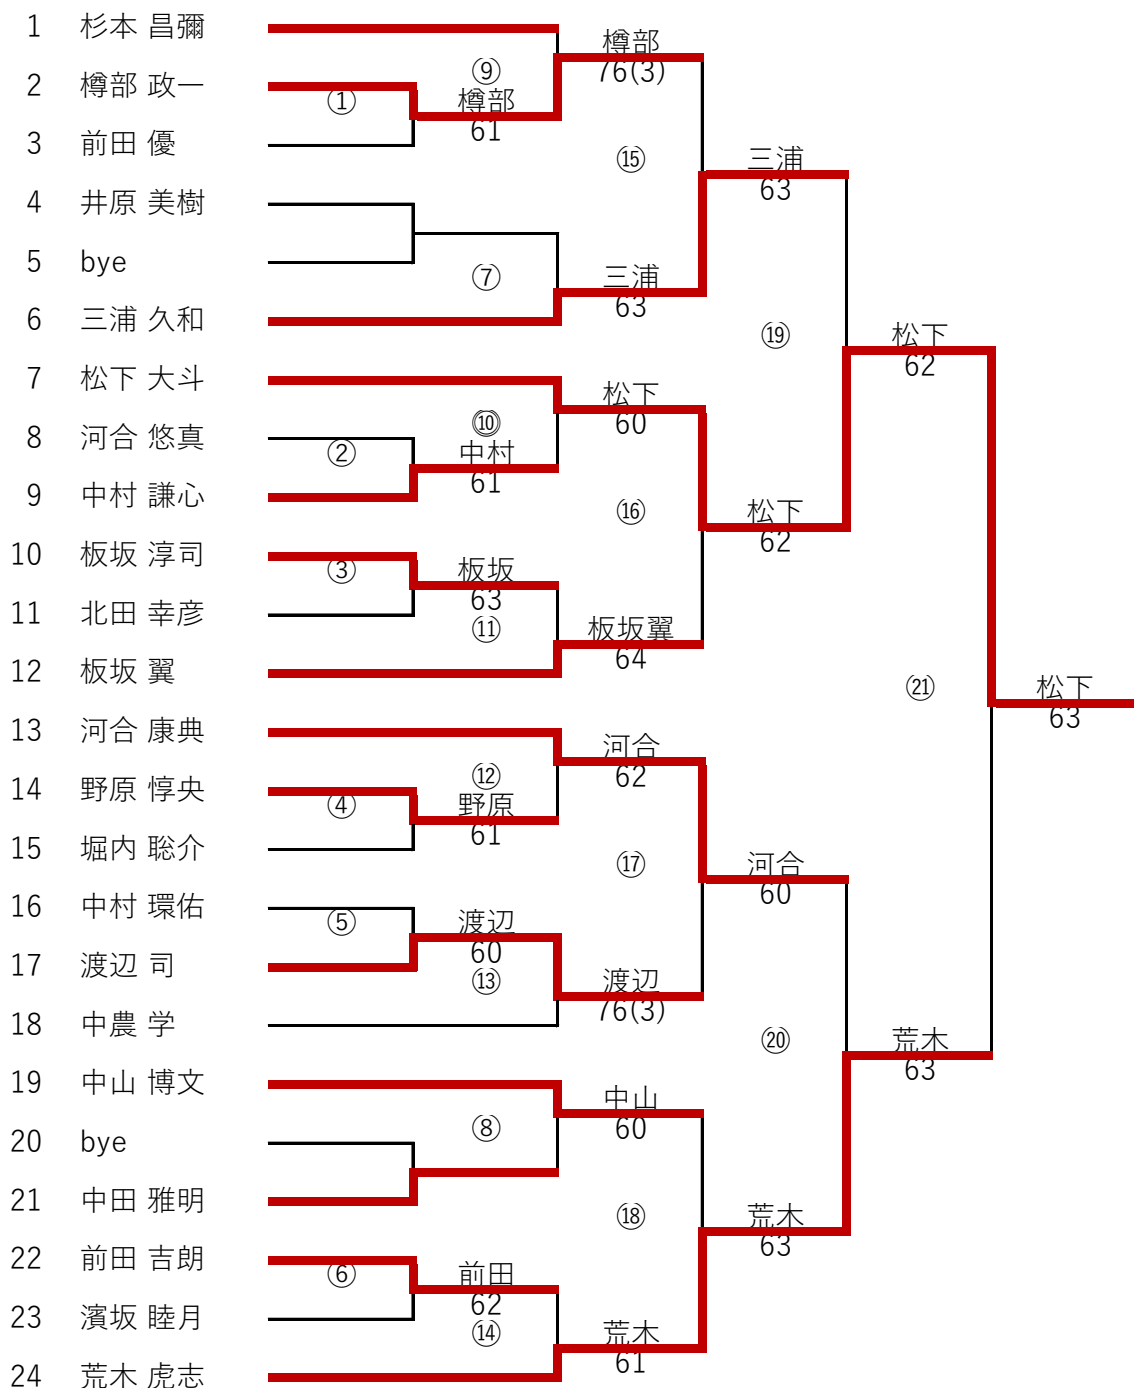 1 杉本 昌彌
2 樽部 政一
3 前田 優
4 井原 美樹
5 bye
6 三浦 久和
7 松下 大斗
8 河合 悠真
9 中村 謙心
10 板坂 淳司
11 北田 幸彦
12 板坂 翼
13 河合 康典
14 野原 惇央
15 堀内 聡介
16 中村 環佑
17 渡辺 司
18 中農 学
19 中山 博文
20 bye
21 中田 雅明
22 前田 吉朗
23 濱坂 睦月
24 荒木 虎志
①
②
③
④
⑤
⑥
⑨
樽部
61
⑦
⑩
中村
61
板坂
63
⑪
⑫
野原
61
渡辺
60
⑬
⑧
前田
62
⑭
樽部
76(3)
⑮
三浦
63
松下
60
⑯
板坂翼
64
河合
62
⑰
渡辺
76(3)
中山
60
⑱
荒木
61
三浦
63
⑲
松下
62
河合
60
⑳
荒木
63
松下
62
㉑
荒木
63
松下
63